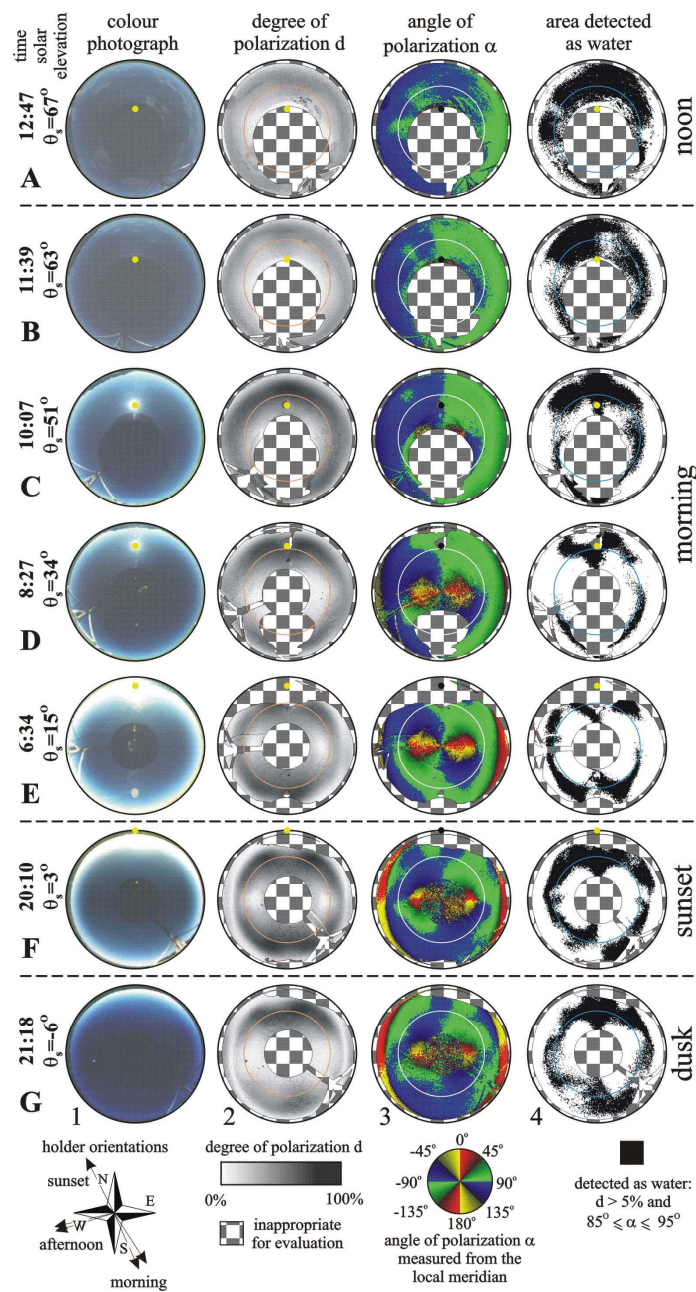 time
solar
elevation
colour
photograph
degree of
polarization d
angle of
polarization α
area detected
as water
12:47
θs=67°
A
noon
11:39
θs=63°
B
10:07
θs=51°
C
morning
8:27
θs=34°
D
6:34
θs=15°
E
20:10
θs=3°
F
sunset
21:18
θs=-6°
G
dusk
1
2
3
4
holder orientations
sunset
N
E
W
S
afternoon
morning
degree of polarization d
0%
100%
inappropriate
for evaluation
0°
-45°
45°
-90°
90°
-135°
135°
180°
angle of polarization α
measured from the
local meridian
detected as water:
d > 5% and
85° ⩽ α ⩽ 95°